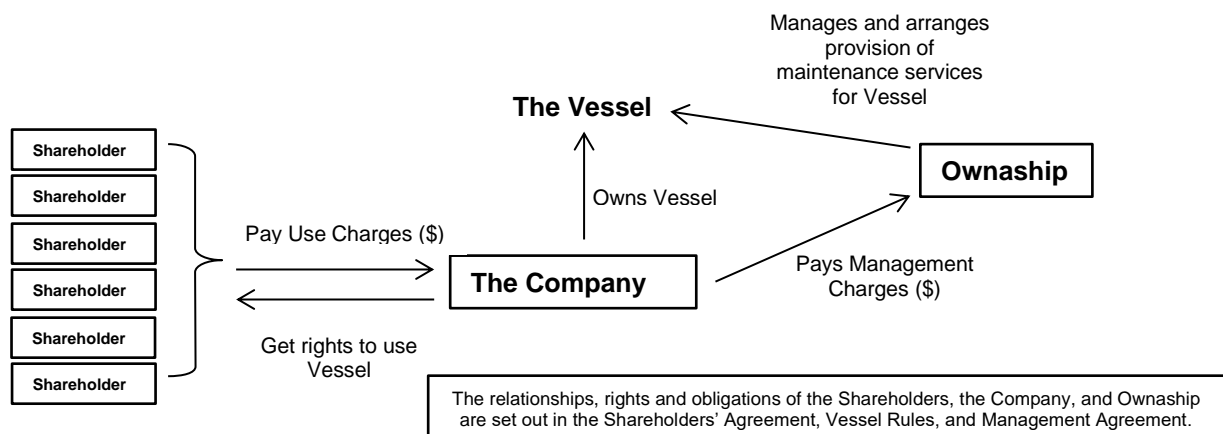 Manages and arranges
provision of
maintenance services
for Vessel
The Vessel
Shareholder
Shareholder
Shareholder
Shareholder
Shareholder
Shareholder
Ownaship
Owns Vessel
Pay Use Charges ($)
The Company
Pays Management
Charges ($)
Get rights to use
Vessel
The relationships, rights and obligations of the Shareholders, the Company, and Ownaship
are set out in the Shareholders' Agreement, Vessel Rules, and Management Agreement.